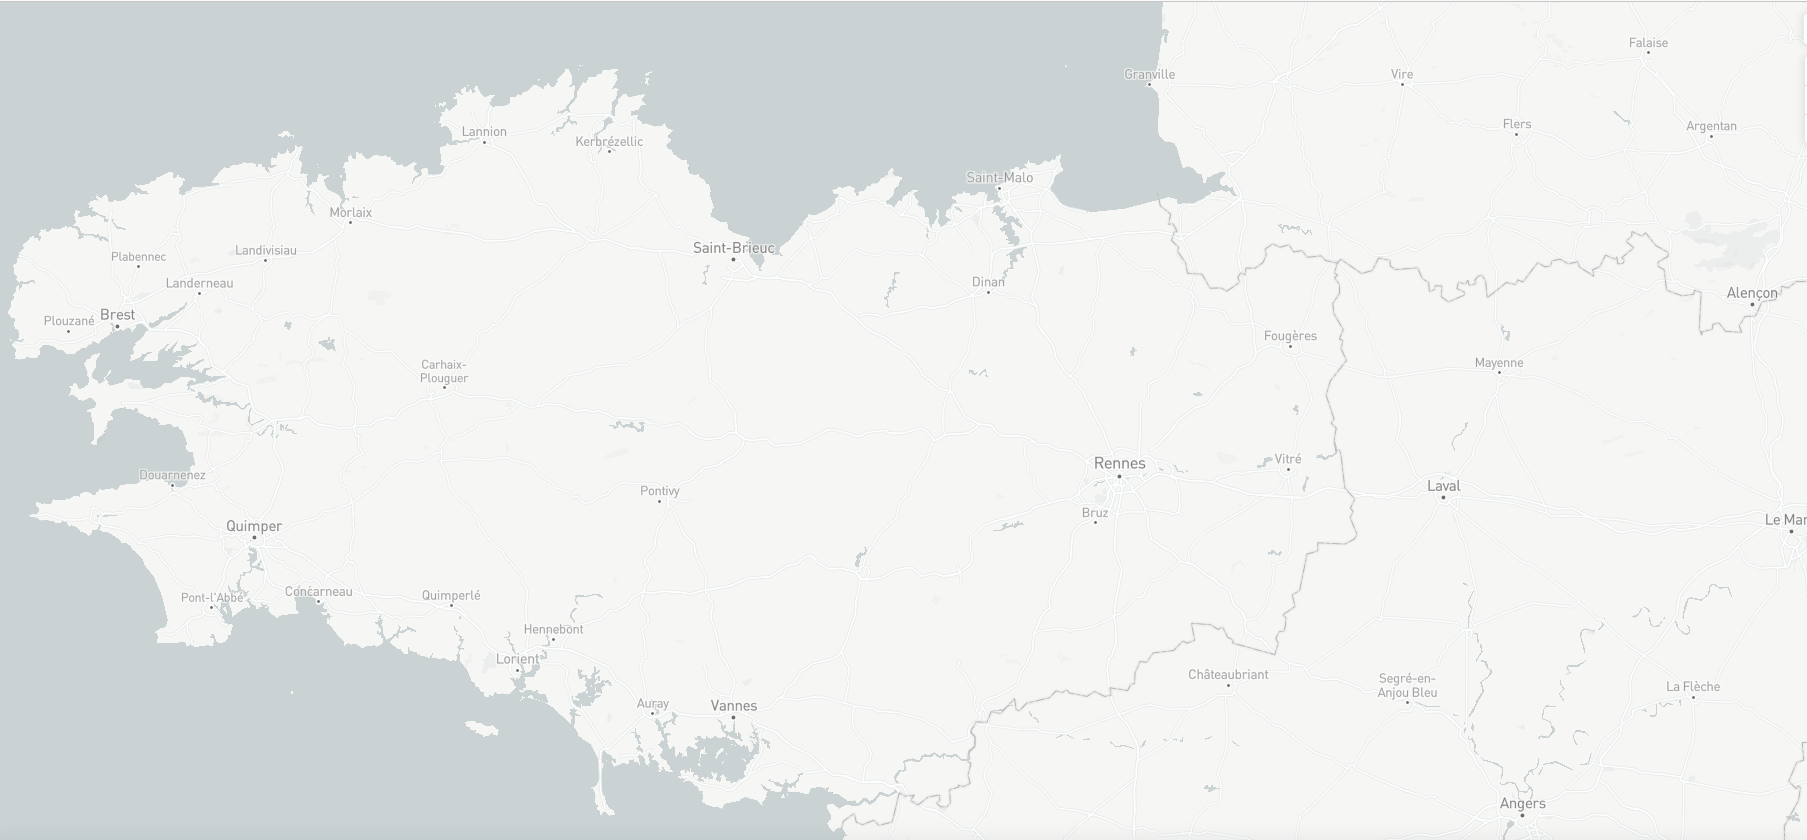 Falaise
Granville
Vire
Flers
Argentan
Lannion
Kerbrézellic
Saint-Malo
Morlaix
Saint-Brieuc
Landivisiau
Plabennec
Landerneau
Dinan
Alençon
Brest
Plouzané
Fougères
Mayenne
Carhaix-
Plouguer
Rennes
Vitré
Douarnenez
Laval
Pontivy
Bruz
Le Mar
Quimper
Concarneau
Pont-l'Abbé
Quimperlé
Hennebont
Lorient
Châteaubriant
Segré-en-
Anjou Bleu
La Flèche
Auray
Vannes
Angers